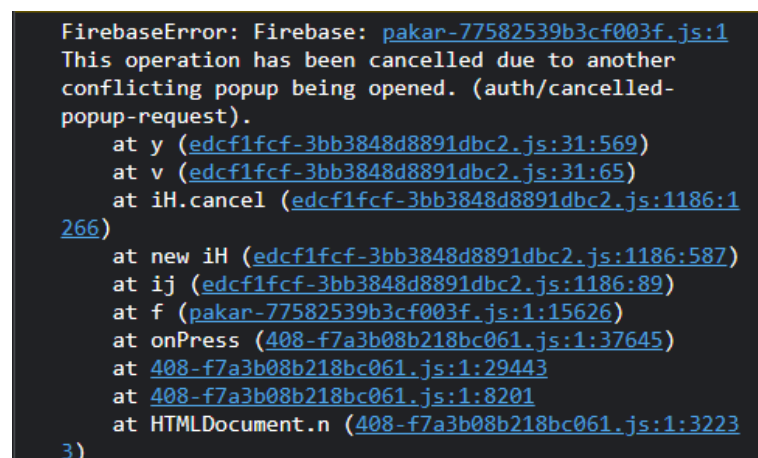 FirebaseError: Firebase: pakar-77582539b3cf003f.js:1
This operation has been cancelled due to another
conflicting popup being opened. (auth/cancelled-
popup-request).
at y (edcf1fcf-3bb3848d8891dbc2.js:31:569)
at v (edcf1fcf-3bb3848d8891dbc2.js:31:65)
at iH.cancel (edcf1fcf-3bb3848d8891dbc2.js:1186:1
266)
at new iH (edcf1fcf-3bb3848d8891dbc2.js:1186:587)
at ij (edcf1fcf-3bb3848d8891dbc2.js:1186:89)
at f (pakar-77582539b3cf003f.js:1:15626)
at onPress (408-f7a3b08b218bc061.js:1:37645)
at 408-f7a3b08b218bc061.js:1:29443
at 408-f7a3b08b218bc061.js:1:8201
at HTMLDocument.n (408-f7a3b08b218bc061.js:1:3223
3)